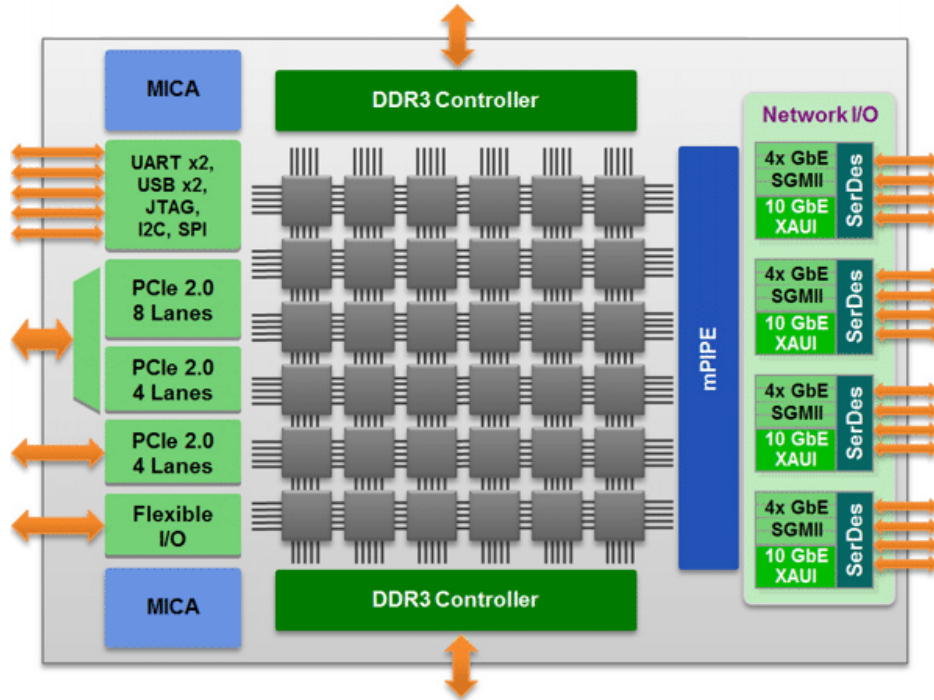 MICA
DDR3 Controller
UART x2,
USB x2,
JTAG,
I2C, SPI
PCIe 2.0
8 Lanes
PCIe 2.0
4 Lanes
PCIe 2.0
4 Lanes
Flexible
I/O
MICA
DDR3 Controller
mPIPE
Network I/O
4x GbE
SGMII
10 GbE
XAUI
SerDes
4x GbE
SGMII
10 GbE
XAUI
SerDes
4x GbE
SGMII
10 GbE
XAUI
SerDes
4x GbE
SGMII
10 GbE
XAUI
SerDes